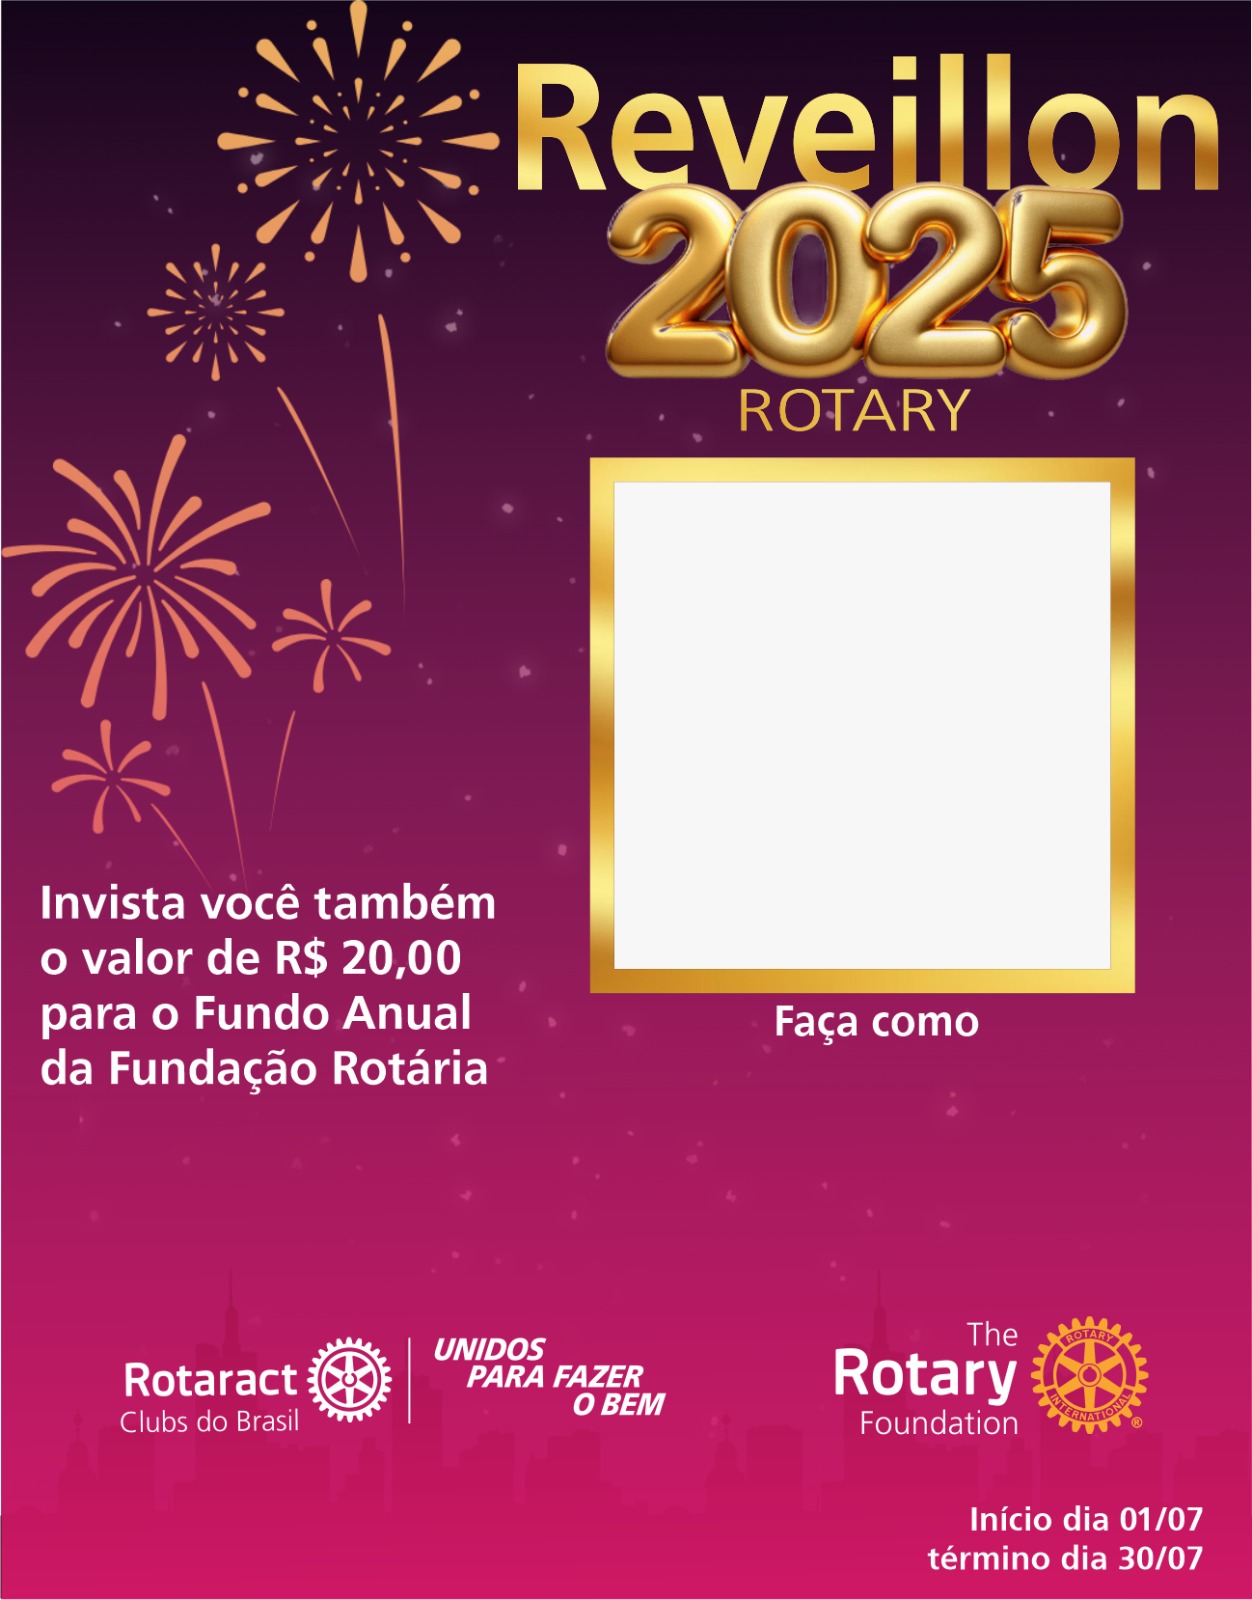 Reveillon
2025
ROTARY
Invista você também
o valor de R$ 20,00
para o Fundo Anual
da Fundação Rotária
Faça como
Rotaract
Clubs do Brasil
UNIDOS
PARA FAZER
O BEM
The
Rotary
Foundation
ROTARY
INTERNATIONAL
®
Início dia 01/07
término dia 30/07